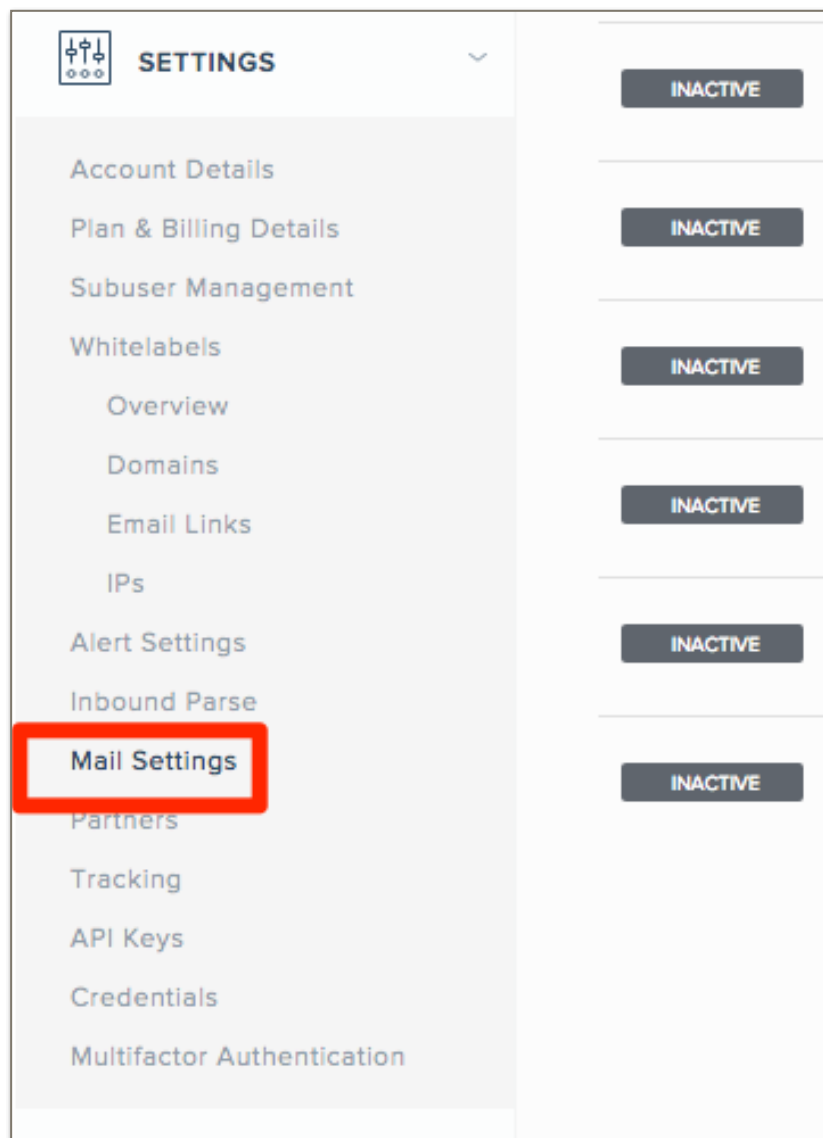 SETTINGS
Account Details
Plan & Billing Details
Subuser Management
Whitelabels
Overview
Domains
Email Links
IPs
Alert Settings
Inbound Parse
Mail Settings
Partners
Tracking
API Keys
Credentials
Multifactor Authentication
INACTIVE
INACTIVE
INACTIVE
INACTIVE
INACTIVE
INACTIVE